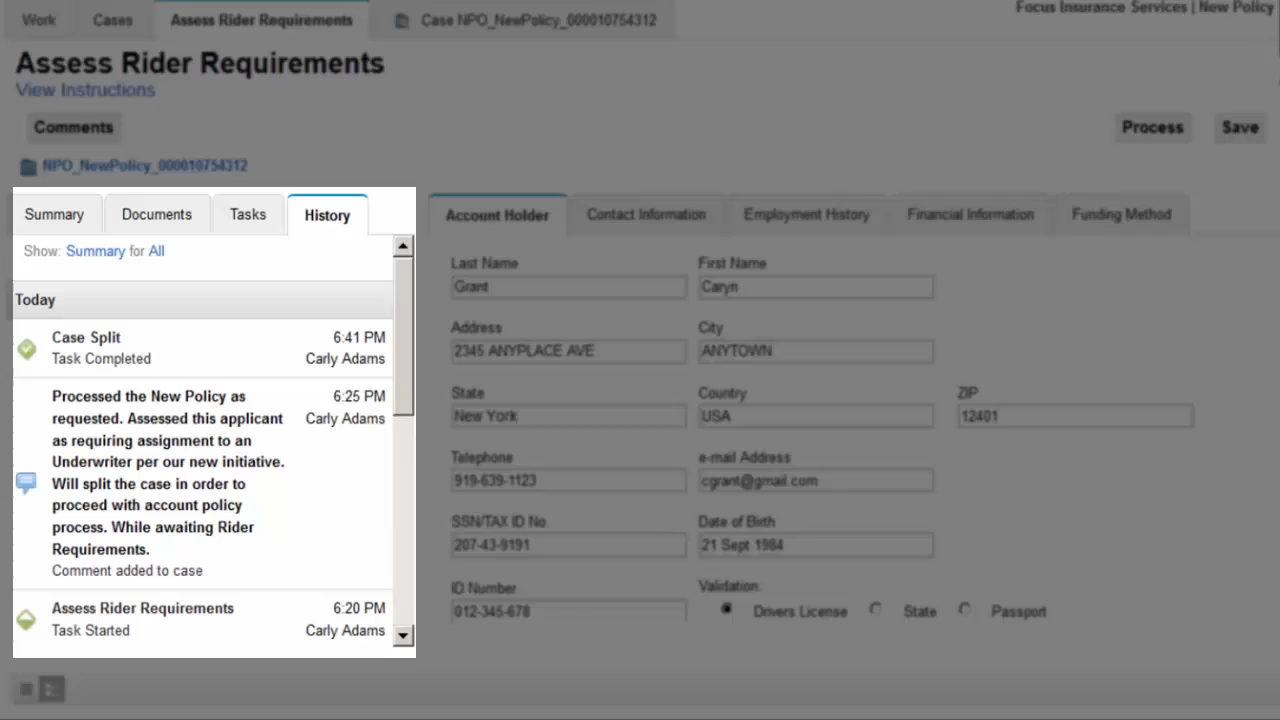 Work Cases Assess Rider Requirements Case NPO_NewPolicy_000010754312 Focus Insurance Services | New Policy
Assess Rider Requirements
View Instructions
Comments Process Save
NPO_NewPolicy_000010754312
Summary Documents Tasks History
Show: Summary for All
Today
Case Split 6:41 PM
Task Completed Carly Adams
Processed the New Policy as 6:25 PM
requested. Assessed this applicant Carly Adams
as requiring assignment to an
Underwriter per our new initiative.
Will split the case in order to
proceed with account policy
process. While awaiting Rider
Requirements.
Comment added to case
Assess Rider Requirements 6:20 PM
Task Started Carly Adams
Account Holder Contact Information Employment History Financial Information Funding Method
Last Name First Name
Grant Caryn
Address City
2345 ANYPLACE AVE ANYTOWN
State Country ZIP
New York USA 12401
Telephone e-mail Address
919-639-1123 cgrant@gmail.com
SSN/TAX ID No. Date of Birth
207-43-9191 21 Sept 1984
ID Number Validation:
012-345-678 Drivers License State Passport